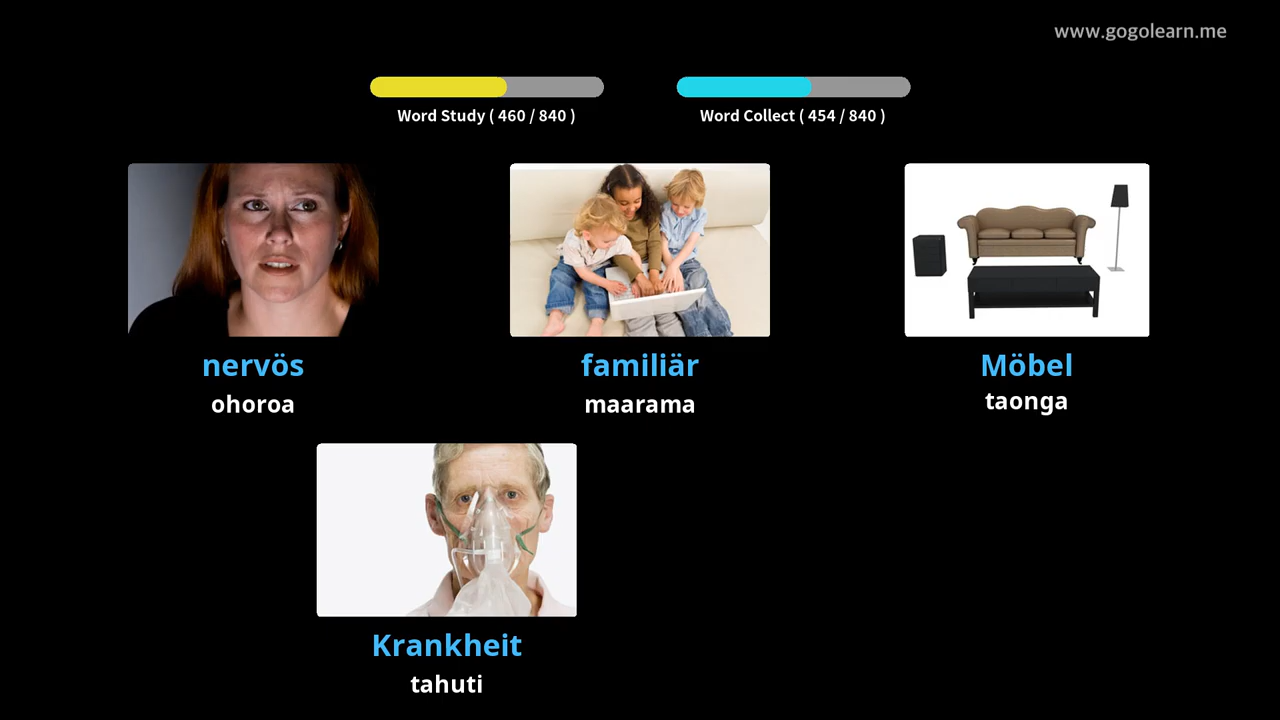 www.gogolearn.me
Word Study ( 460 / 840 )
Word Collect ( 454 / 840 )
nervös
ohoroa
familiär
maarama
Möbel
taonga
Krankheit
tahuti